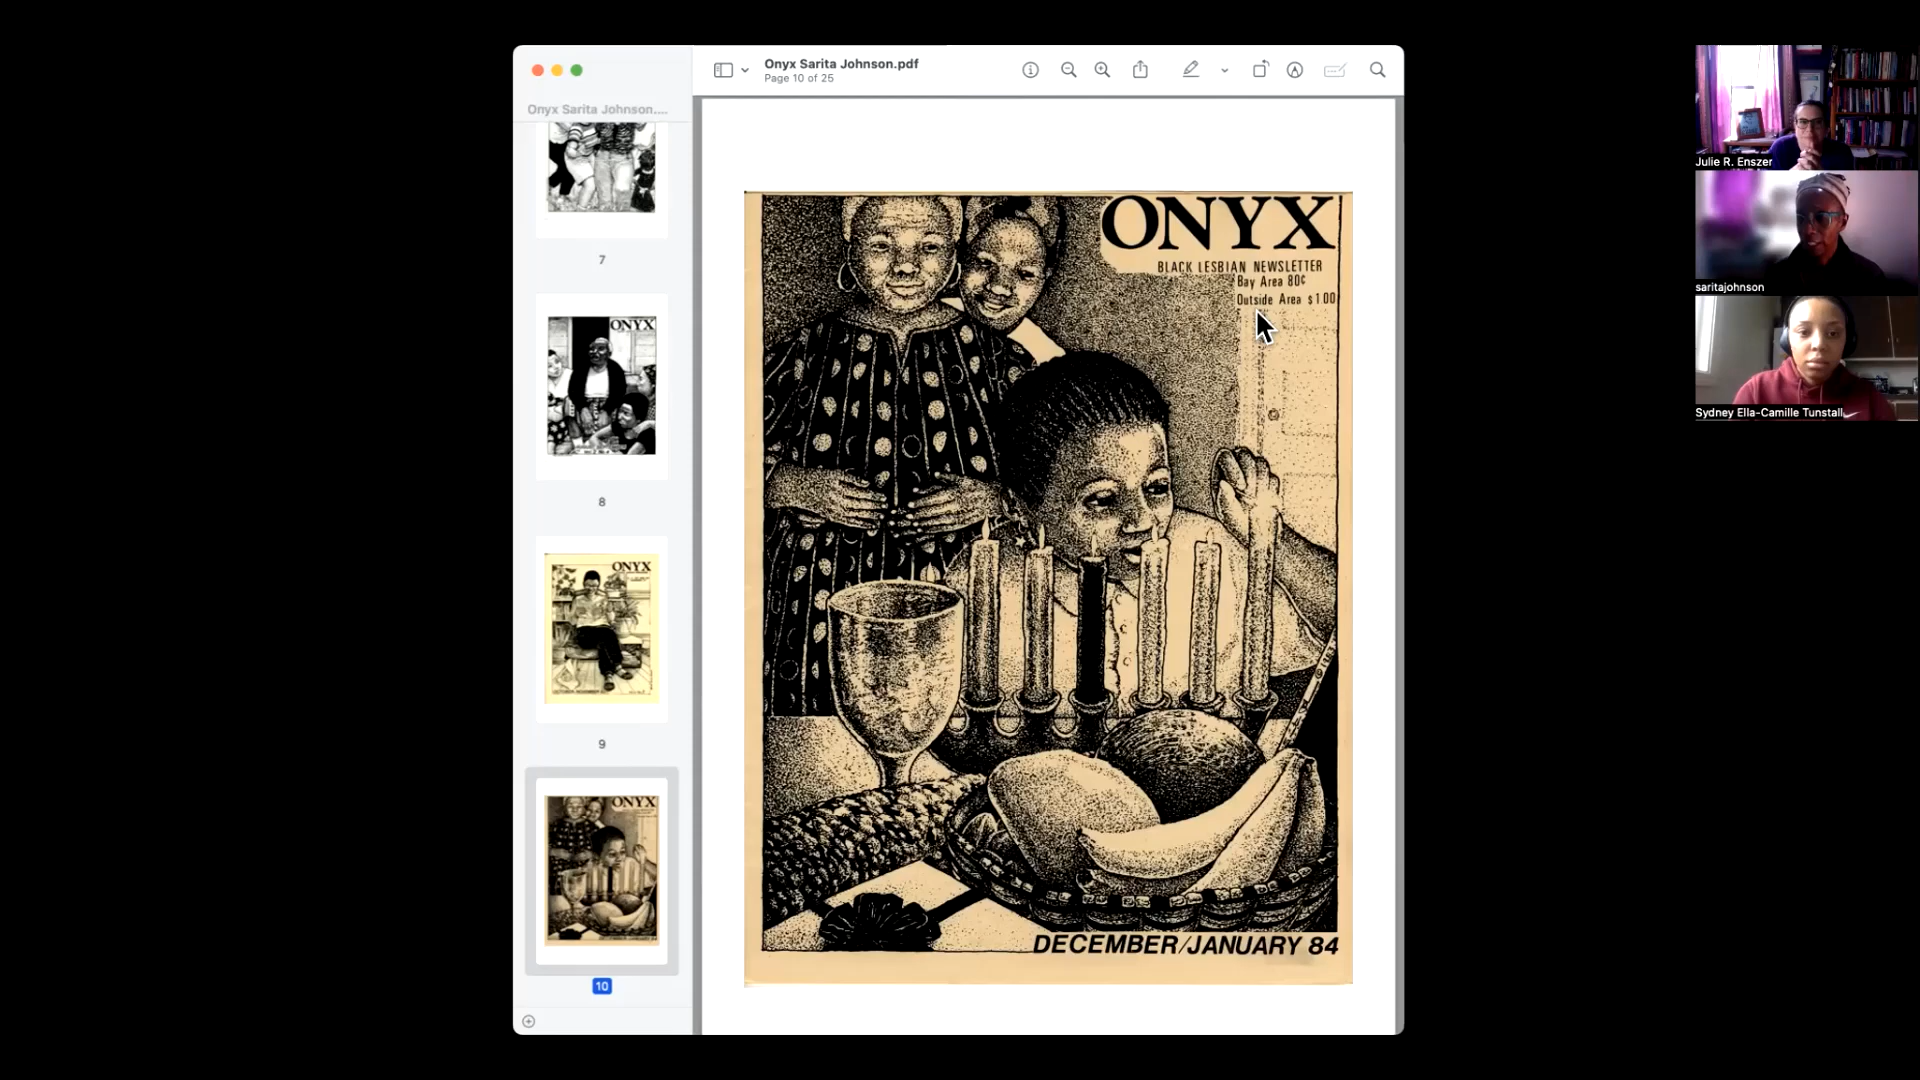 Onyx Sarita Johnson.pdf
Page 10 of 25
Onyx Sarita Johnson....
7
ONYX
8
ONYX
9
ONYX
10
ONYX
BLACK LESBIAN NEWSLETTER
Bay Area 80¢
Outside Area $1.00
DECEMBER/JANUARY 84
Julie R. Enszer
saritajohnson
Sydney Ella-Camille Tunstall